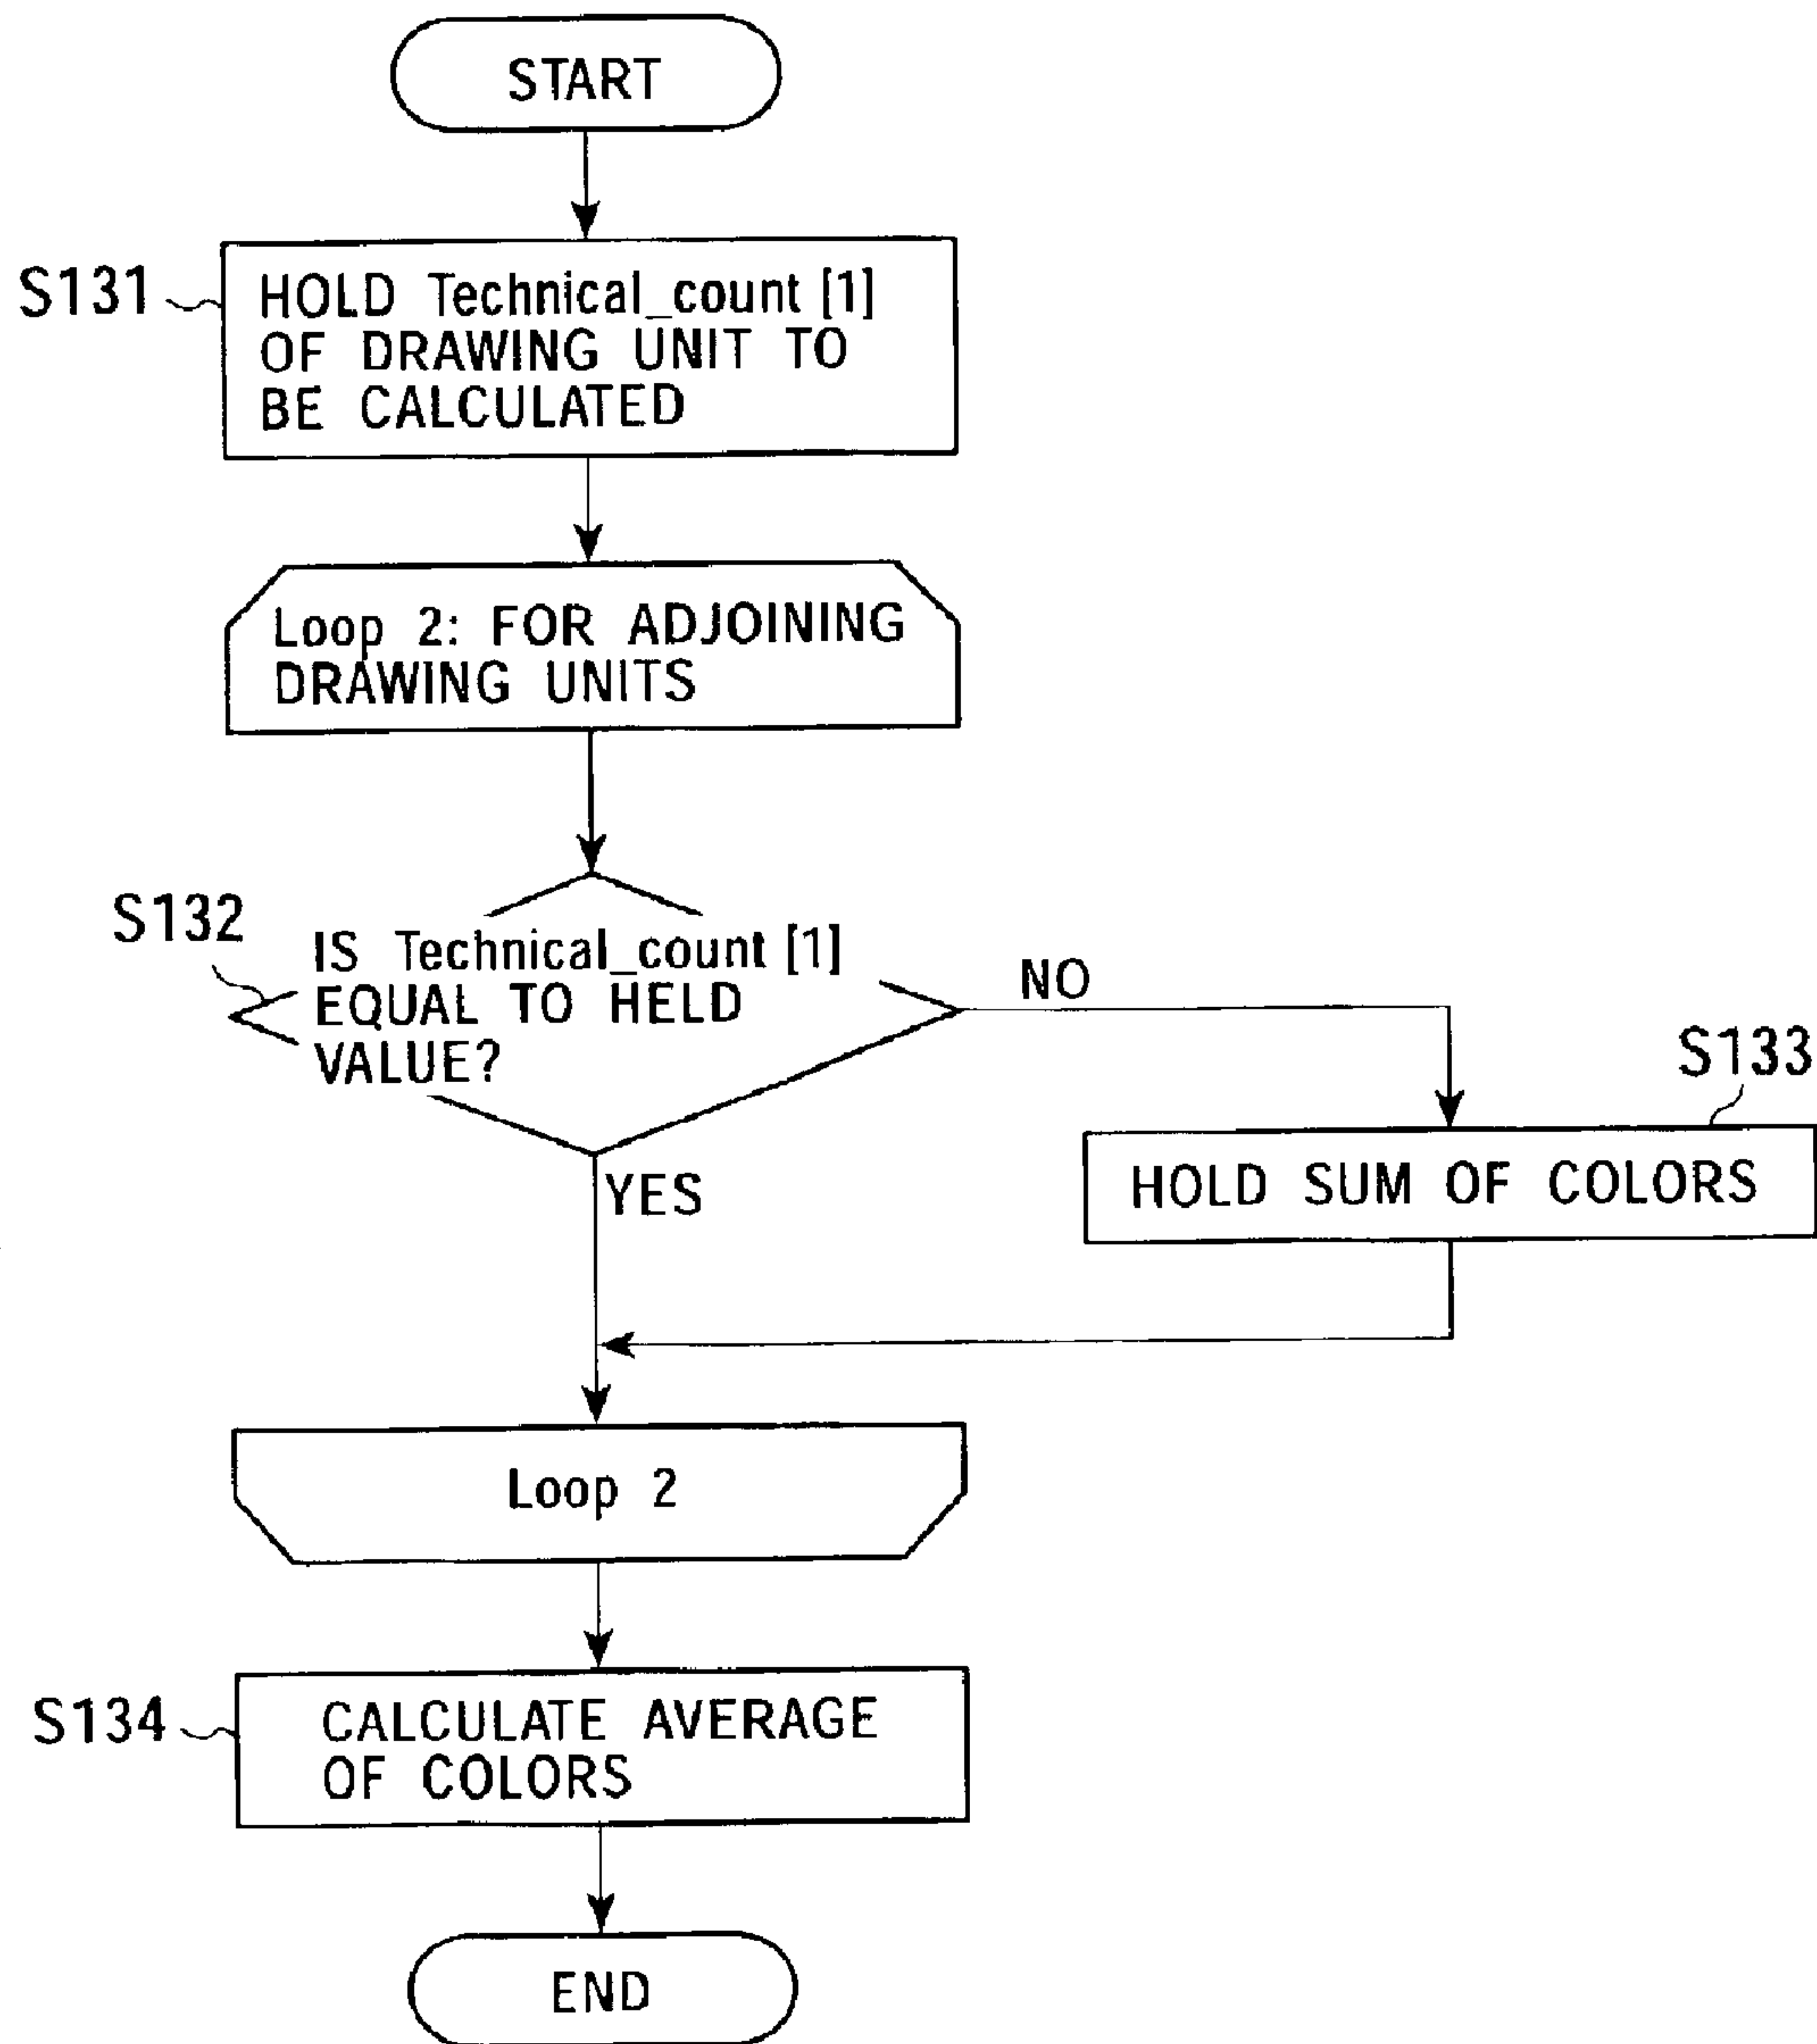 START
S131
HOLD Technical_count [1]
OF DRAWING UNIT TO
BE CALCULATED
Loop 2: FOR ADJOINING
DRAWING UNITS
S132
IS Technical_count [1]
EQUAL TO HELD
VALUE?
NO
S133
HOLD SUM OF COLORS
YES
Loop 2
S134
CALCULATE AVERAGE
OF COLORS
END